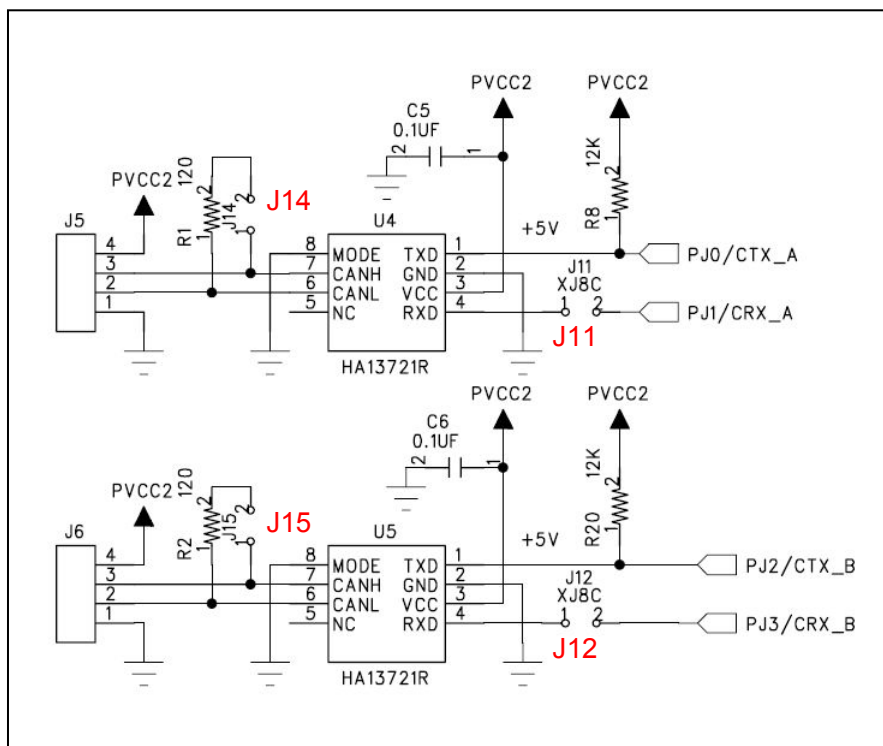 PVCC2
PVCC2
C5
0.1UF
2
1
12K
2
1
R8
PVCC2
120
2
1
R1
2
J14
1
J14
J5
4
3
2
1
U4
+5V
8 MODE TXD 1
7 CANH GND 2
6 CANL VCC 3
5 NC RXD 4
HA13721R
J11
XJ8C
1 2
J11
PJ0/CTX_A
PJ1/CRX_A
PVCC2
PVCC2
C6
0.1UF
2
1
12K
2
1
R20
PVCC2
120
2
1
R2
2
J15
1
J15
J6
4
3
2
1
U5
+5V
8 MODE TXD 1
7 CANH GND 2
6 CANL VCC 3
5 NC RXD 4
HA13721R
J12
XJ8C
1 2
J12
PJ2/CTX_B
PJ3/CRX_B